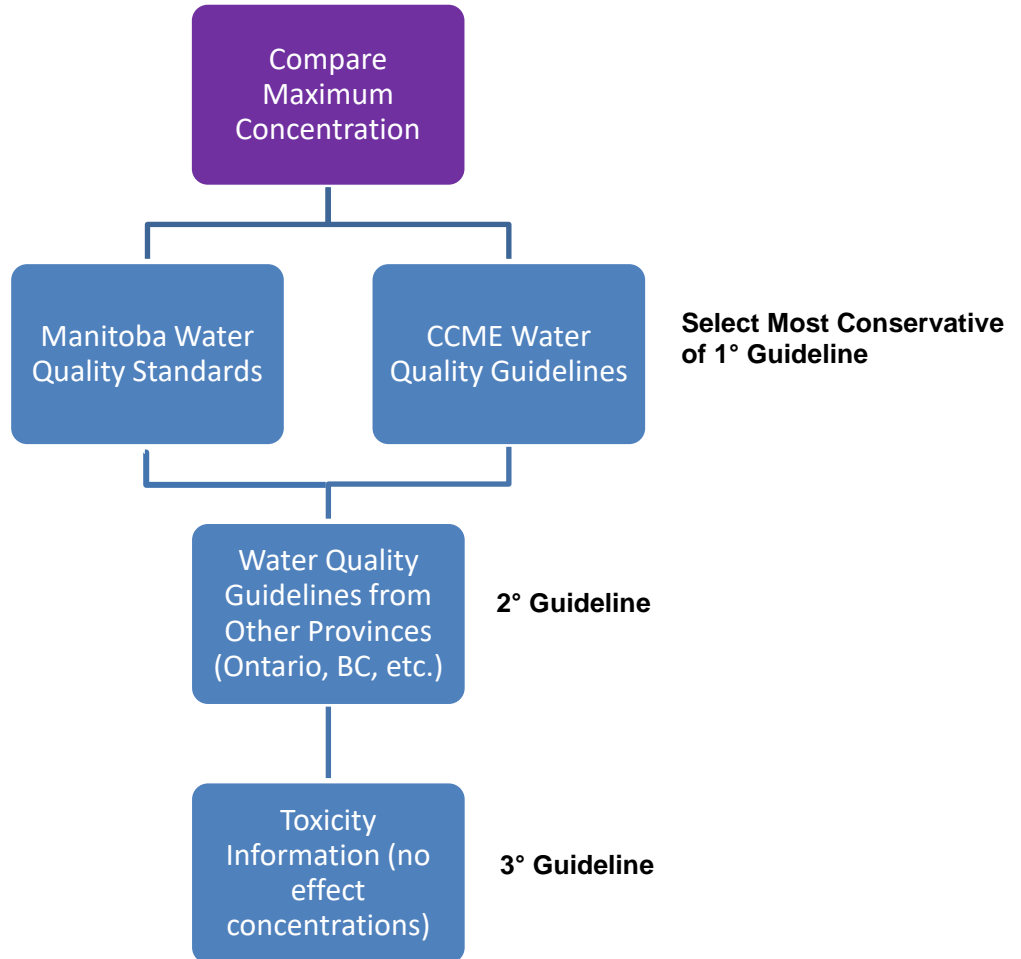 Compare
Maximum
Concentration
Manitoba Water
Quality Standards
CCME Water
Quality Guidelines
Select Most Conservative
of 1° Guideline
Water Quality
Guidelines from
Other Provinces
(Ontario, BC, etc.)
2° Guideline
Toxicity
Information (no
effect
concentrations)
3° Guideline